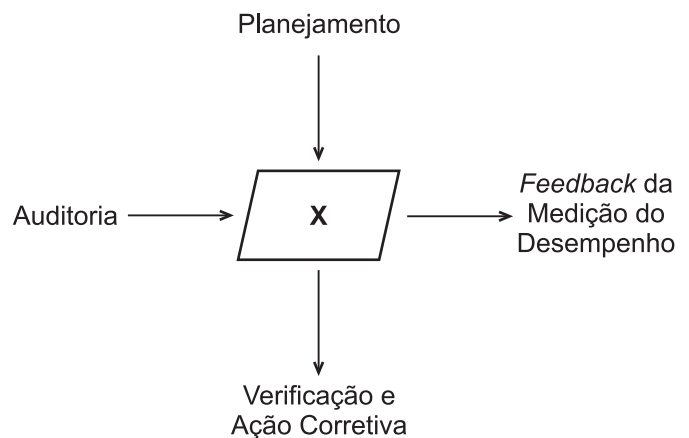 Planejamento
Auditoria
X
Feedback da
Medição do
Desempenho
Verificação e
Ação Corretiva